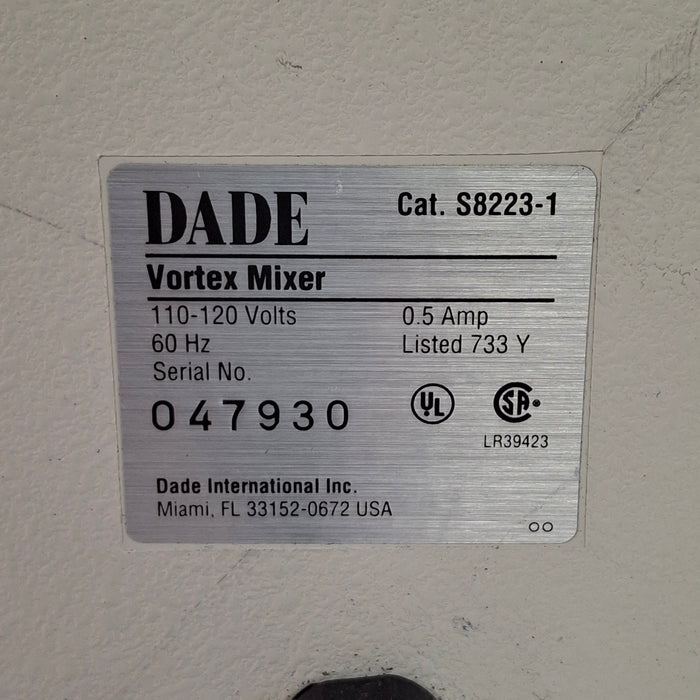 DADE Cat. S8223-1
Vortex Mixer
110-120 Volts 0.5 Amp
60 Hz Listed 733 Y
Serial No.
047930 UL SA
LR39423
Dade International Inc.
Miami, FL 33152-0672 USA
OO